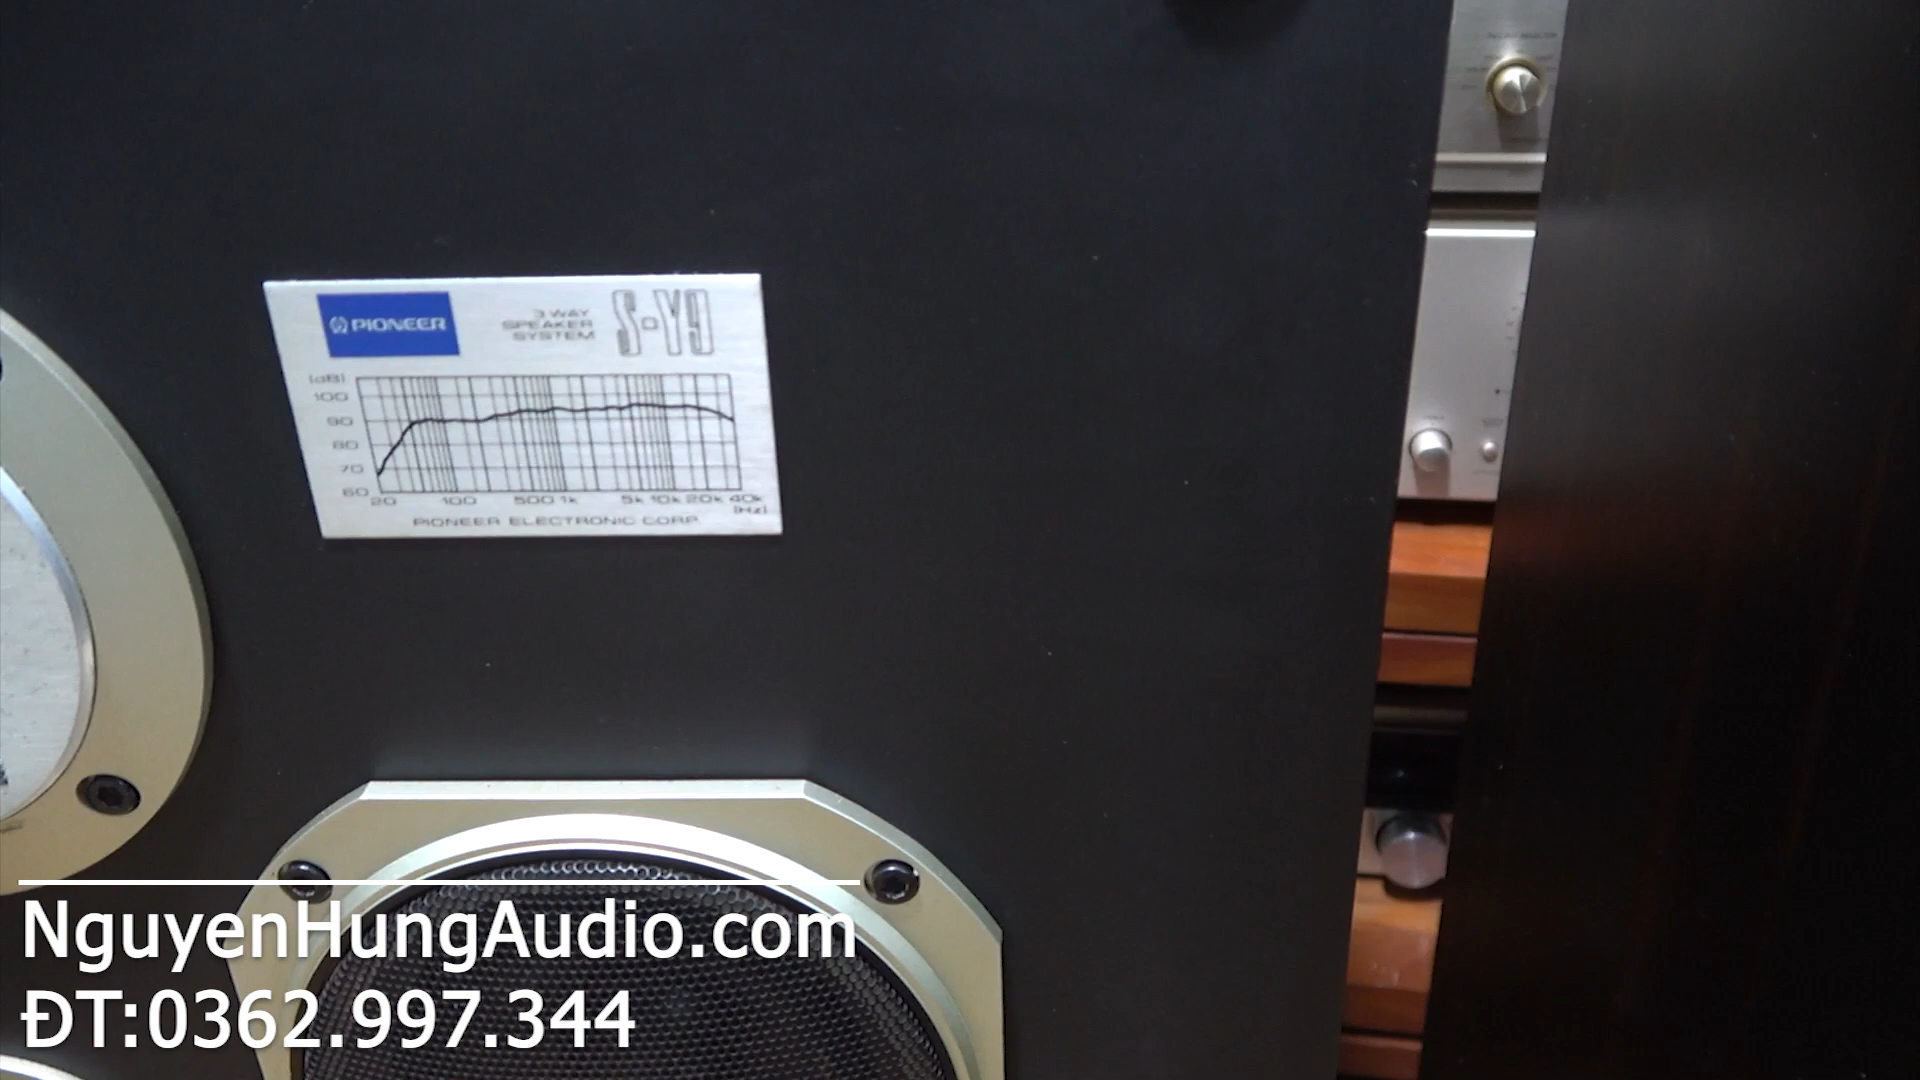 PIONEER
3 WAY
SPEAKER
SYSTEM
S-Y9
[dB]
100
90
80
70
60
20 100 500 1k 5k 10k 20k 40k
[Hz]
PIONEER ELECTRONIC CORP.
NguyenHungAudio.com
ĐT:0362.997.344